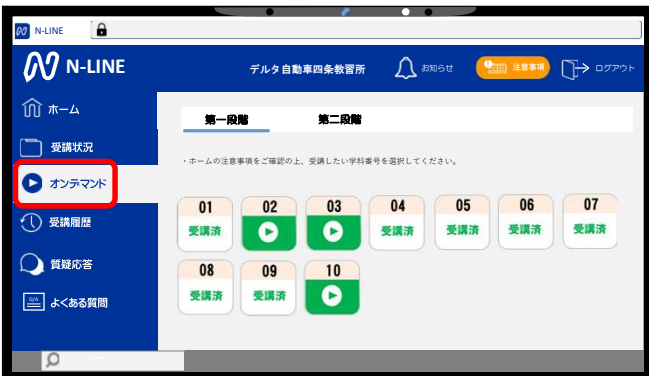 N-LINE
N-LINE
デルタ自動車四条教習所
お知らせ
注意事項
ログアウト
ホーム
受講状況
オンデマンド
受講履歴
質疑応答
Q/A
よくある質問
第一段階
第二段階
・ホームの注意事項をご確認の上、受講したい学科番号を選択してください。
01 02 03 04 05 06 07
受講済 受講済 受講済 受講済 受講済
08 09 10
受講済 受講済